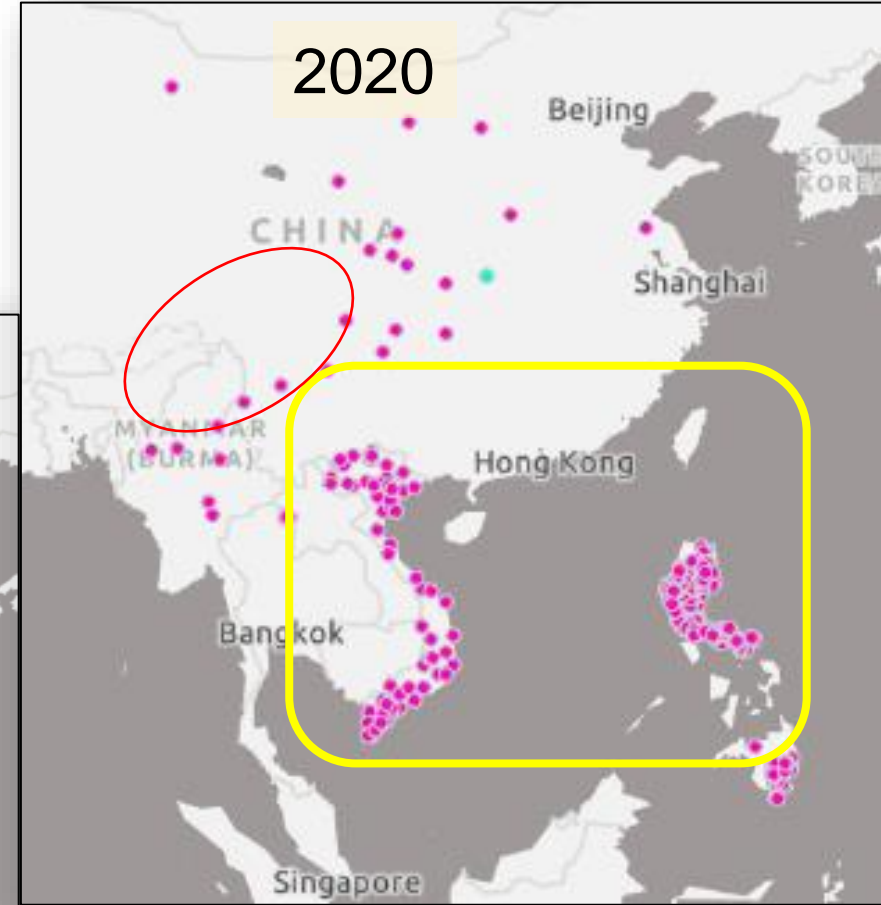 2020
Beijing
SOUTH
KOREA
CHINA
Shanghai
MYANMAR
(BURMA)
Hong Kong
Bangkok
Singapore